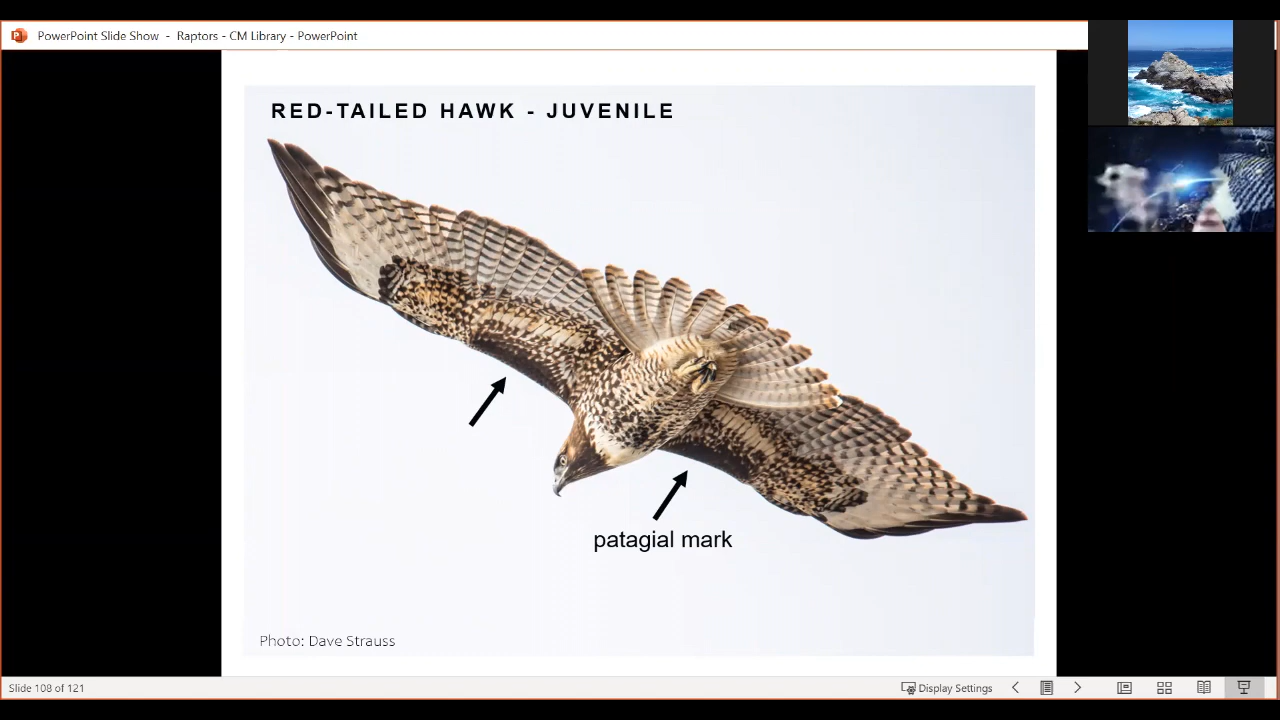 PowerPoint Slide Show - Raptors - CM Library - PowerPoint
RED-TAILED HAWK - JUVENILE
patagial mark
Photo: Dave Strauss
Slide 108 of 121
Display Settings